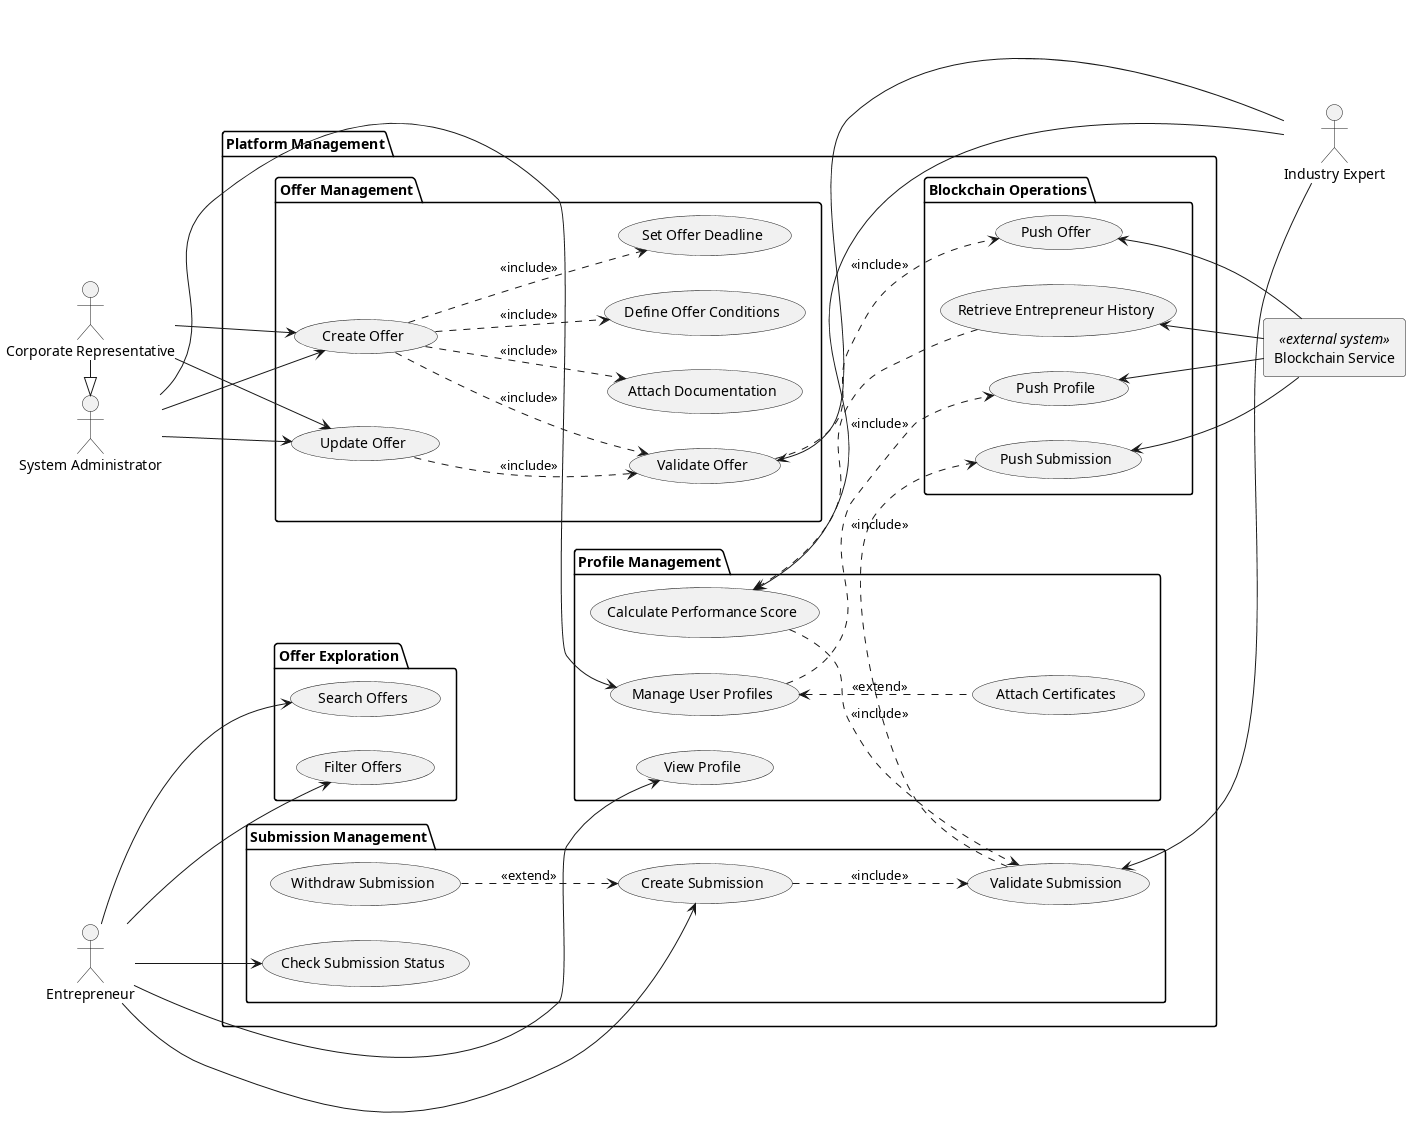 Platform Management
Industry Expert
Offer Management
Blockchain Operations
Set Offer Deadline
Push Offer
«include»
«include»
Define Offer Conditions
Retrieve Entrepreneur History
«include»
Create Offer
Corporate Representative
«external system»
Blockchain Service
«include»
Attach Documentation
Push Profile
«include»
«include»
System Administrator
Update Offer
«include»
Validate Offer
Push Submission
«include»
Profile Management
Calculate Performance Score
Offer Exploration
Search Offers
Manage User Profiles
«extend»
Attach Certificates
«include»
Filter Offers
View Profile
Submission Management
Withdraw Submission
«extend»
Create Submission
«include»
Validate Submission
Check Submission Status
Entrepreneur